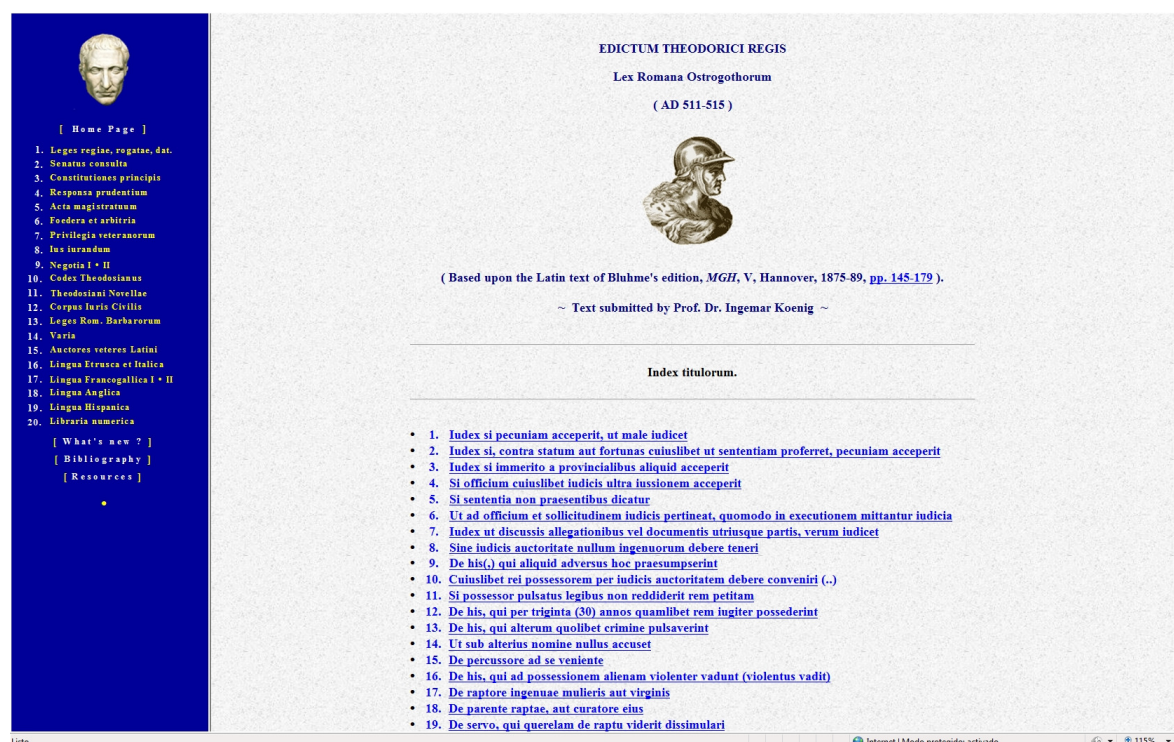 [ Home Page ]
1. Leges regiae, rogatae, dat.
2. Senatus consulta
3. Constitutiones principis
4. Responsa prudentium
5. Acta magistratuum
6. Foedera et arbitria
7. Privilegia veteranorum
8. Ius iurandum
9. Negotia I • II
10. Codex Theodosianus
11. Theodosiani Novellae
12. Corpus Iuris Civilis
13. Leges Rom. Barbarorum
14. Varia
15. Auctores veteres Latini
16. Lingua Etrusca et Italica
17. Lingua Francogallica I • II
18. Lingua Anglica
19. Lingua Hispanica
20. Libraria numerica
[ What's new ? ]
[ Bibliography ]
[ Resources ]
EDICTUM THEODORICI REGIS
Lex Romana Ostrogothorum
( AD 511-515 )
( Based upon the Latin text of Bluhme's edition, MGH, V, Hannover, 1875-89, pp. 145-179 ).
~ Text submitted by Prof. Dr. Ingemar Koenig ~
Index titulorum.
• 1. Iudex si pecuniam acceperit, ut male iudicet
• 2. Iudex si, contra statum aut fortunas cuiuslibet ut sententiam proferret, pecuniam acceperit
• 3. Iudex si immerito a provincialibus aliquid acceperit
• 4. Si officium cuiuslibet iudicis ultra iussionem acceperit
• 5. Si sententia non praesentibus dicatur
• 6. Ut ad officium et sollicitudinem iudicis pertineat, quomodo in executionem mittantur iudicia
• 7. Iudex ut discussis allegationibus vel documentis utriusque partis, verum iudicet
• 8. Sine iudicis auctoritate nullum ingenuorum debere teneri
• 9. De his(,) qui aliquid adversus hoc praesumpserint
• 10. Cuiuslibet rei possessorem per iudicis auctoritatem debere conveniri (..)
• 11. Si possessor pulsatus legibus non reddiderit rem petitam
• 12. De his, qui per triginta (30) annos quamlibet rem iugiter possederint
• 13. De his, qui alterum quolibet crimine pulsaverint
• 14. Ut sub alterius nomine nullus accuset
• 15. De percussore ad se veniente
• 16. De his, qui ad possessionem alienam violenter vadunt (violentus vadit)
• 17. De raptore ingenuae mulieris aut virginis
• 18. De parente raptae, aut curatore eius
• 19. De servo, qui querelam de raptu viderit dissimulari
Listo
Internet | Modo protegido: activado
115%